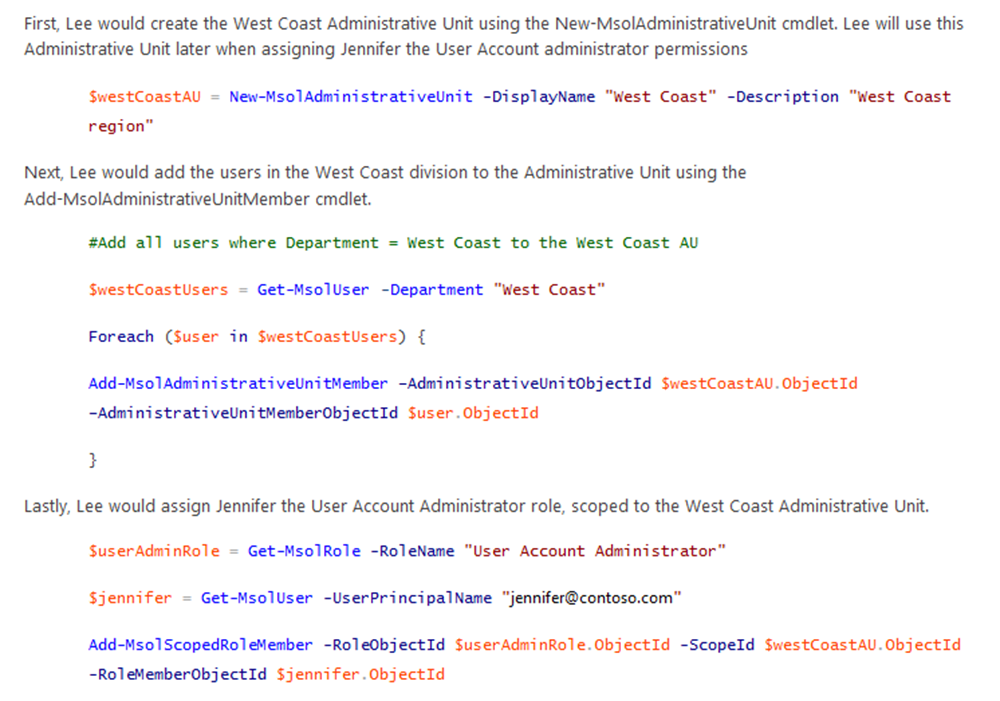 First, Lee would create the West Coast Administrative Unit using the New-MsolAdministrativeUnit cmdlet. Lee will use this
Administrative Unit later when assigning Jennifer the User Account administrator permissions
$westCoastAU = New-MsolAdministrativeUnit -DisplayName "West Coast" -Description "West Coast
region"
Next, Lee would add the users in the West Coast division to the Administrative Unit using the
Add-MsolAdministrativeUnitMember cmdlet.
#Add all users where Department = West Coast to the West Coast AU
$westCoastUsers = Get-MsolUser -Department "West Coast"
Foreach ($user in $westCoastUsers) {
Add-MsolAdministrativeUnitMember -AdministrativeUnitObjectId $westCoastAU.ObjectId
-AdministrativeUnitMemberObjectId $user.ObjectId
}
Lastly, Lee would assign Jennifer the User Account Administrator role, scoped to the West Coast Administrative Unit.
$userAdminRole = Get-MsolRole -RoleName "User Account Administrator"
$jennifer = Get-MsolUser -UserPrincipalName "jennifer@contoso.com"
Add-MsolScopedRoleMember -RoleObjectId $userAdminRole.ObjectId -ScopeId $westCoastAU.ObjectId
-RoleMemberObjectId $jennifer.ObjectId